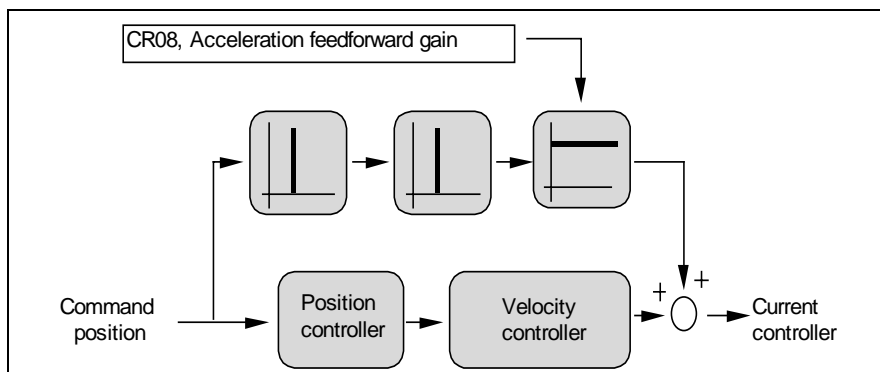 CR08, Acceleration feedforward gain
Command
position
Position
controller
Velocity
controller
+
+
Current
controller